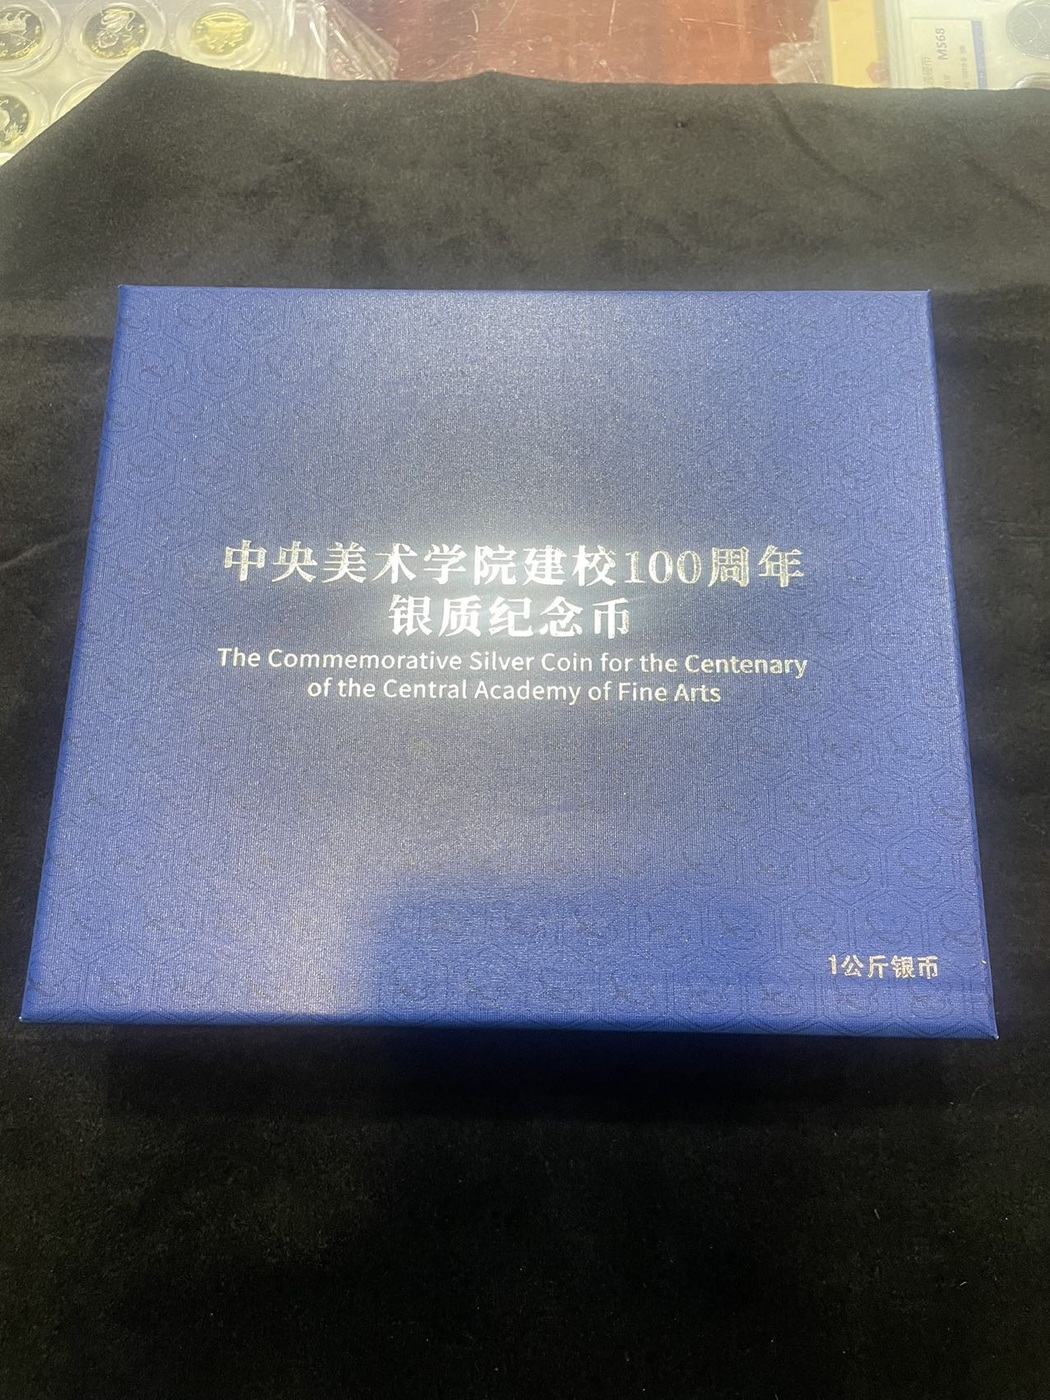 MS68
中央美术学院建校100周年
银质纪念币
The Commemorative Silver Coin for the Centenary
of the Central Academy of Fine Arts
1公斤银币